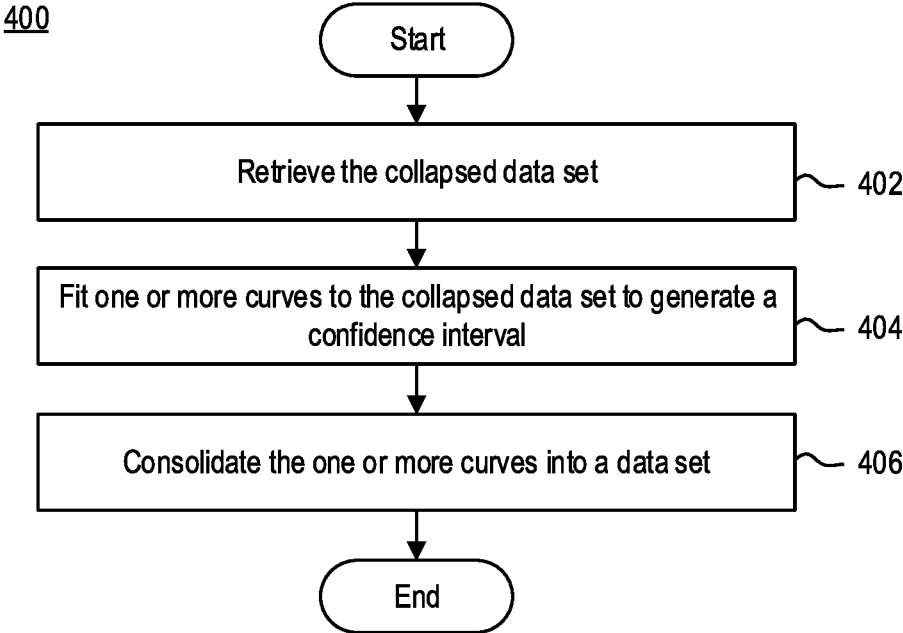 400
Start
Retrieve the collapsed data set
402
Fit one or more curves to the collapsed data set to generate a
confidence interval
404
Consolidate the one or more curves into a data set
406
End